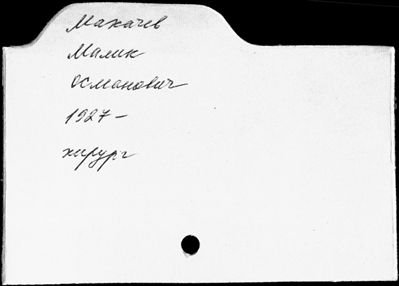 Махачев
Малик
Османович
1927-
хирург